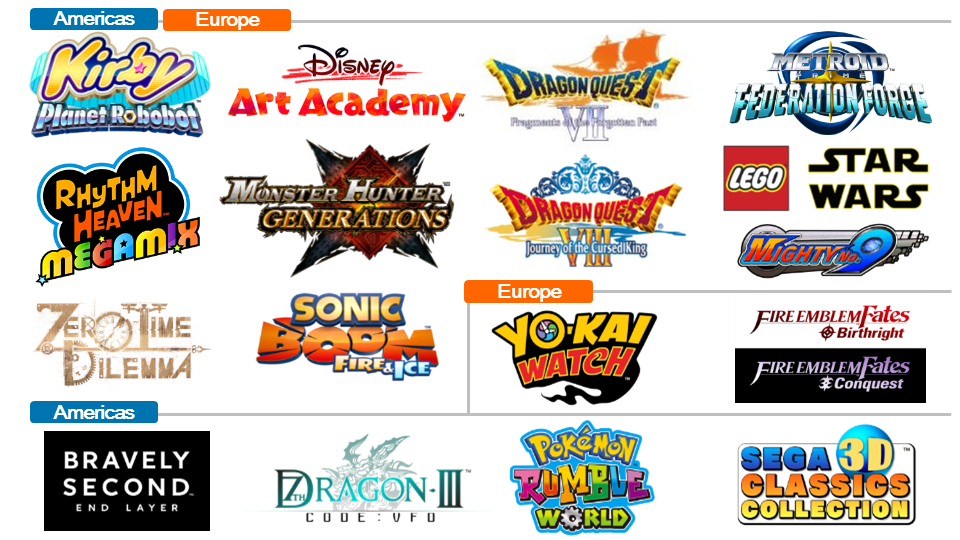 Americas
Europe
Kirby
Planet Robobot
Disney
Art Academy
DRAGON QUEST
VII
Fragments of the Forgotten Past
METROID
PRIME
FEDERATION FORGE
RHYTHM
HEAVEN
MEGAMIX
MONSTER HUNTER
GENERATIONS
DRAGON QUEST
VIII
Journey of the Cursed King
LEGO
STAR
WARS
MIGHTY No. 9
ZERO TIME
DILEMMA
SONIC
BOOM
FIRE & ICE
Europe
YO-KAI
WATCH
FIRE EMBLEM Fates
Birthright
FIRE EMBLEM Fates
Conquest
Americas
BRAVELY
SECOND
END LAYER
7TH DRAGON・III
CODE:VFD
POKéMON
RUMBLE
WORLD
SEGA 3D
CLASSICS
COLLECTION